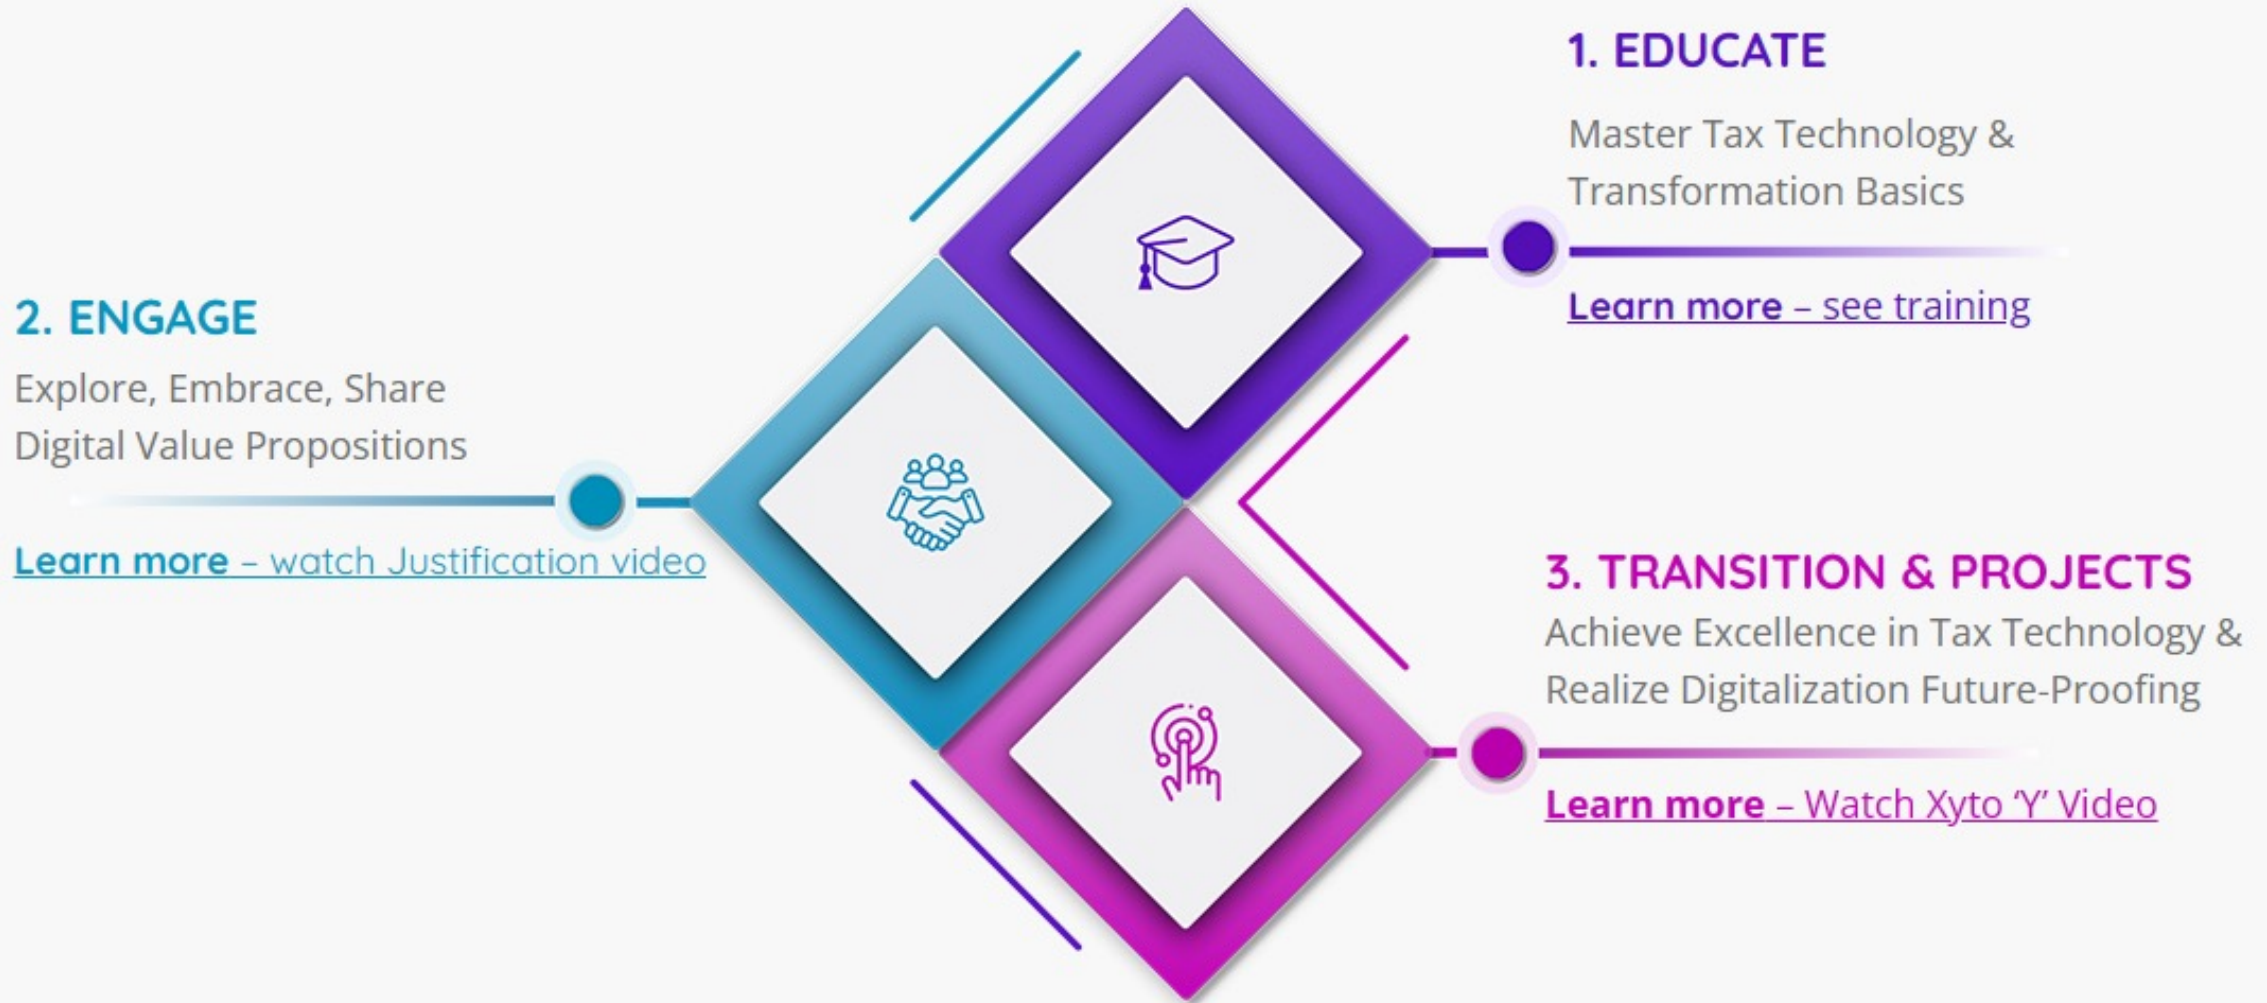 1. EDUCATE
Master Tax Technology &
Transformation Basics
Learn more – see training
2. ENGAGE
Explore, Embrace, Share
Digital Value Propositions
Learn more – watch Justification video
3. TRANSITION & PROJECTS
Achieve Excellence in Tax Technology &
Realize Digitalization Future-Proofing
Learn more – Watch Xyto ‘Y’ Video